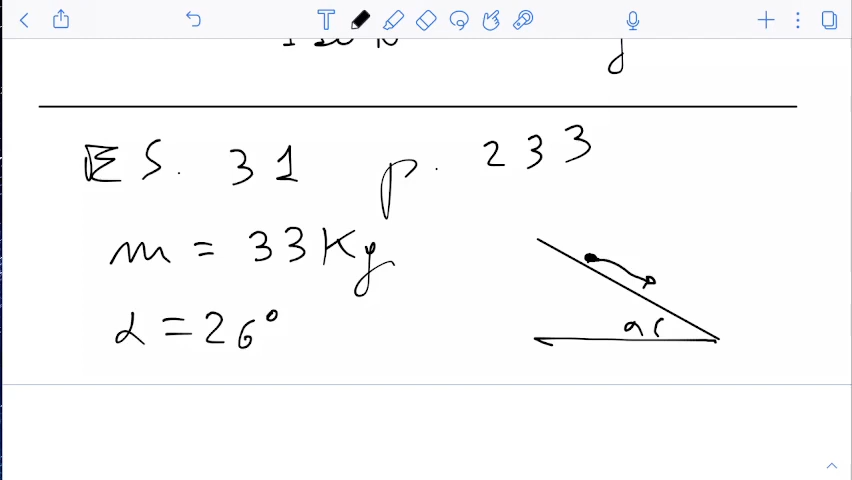 ES. 31 p. 233
m = 33 Kg
α = 26°
α